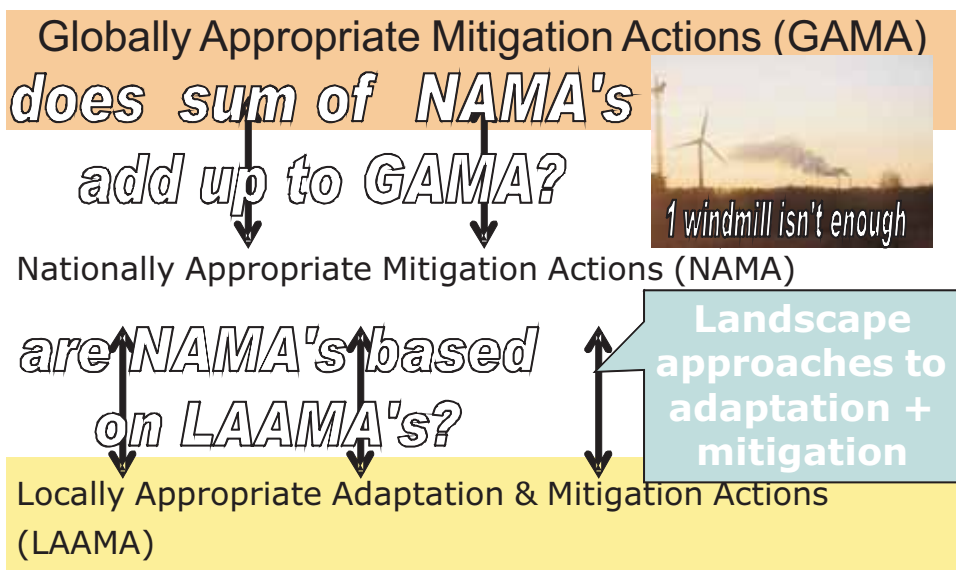 Globally Appropriate Mitigation Actions (GAMA)
does sum of NAMA's
add up to GAMA?
1 windmill isn't enough
Nationally Appropriate Mitigation Actions (NAMA)
are NAMA's based
on LAAMA's?
Landscape
approaches to
adaptation +
mitigation
Locally Appropriate Adaptation & Mitigation Actions
(LAAMA)